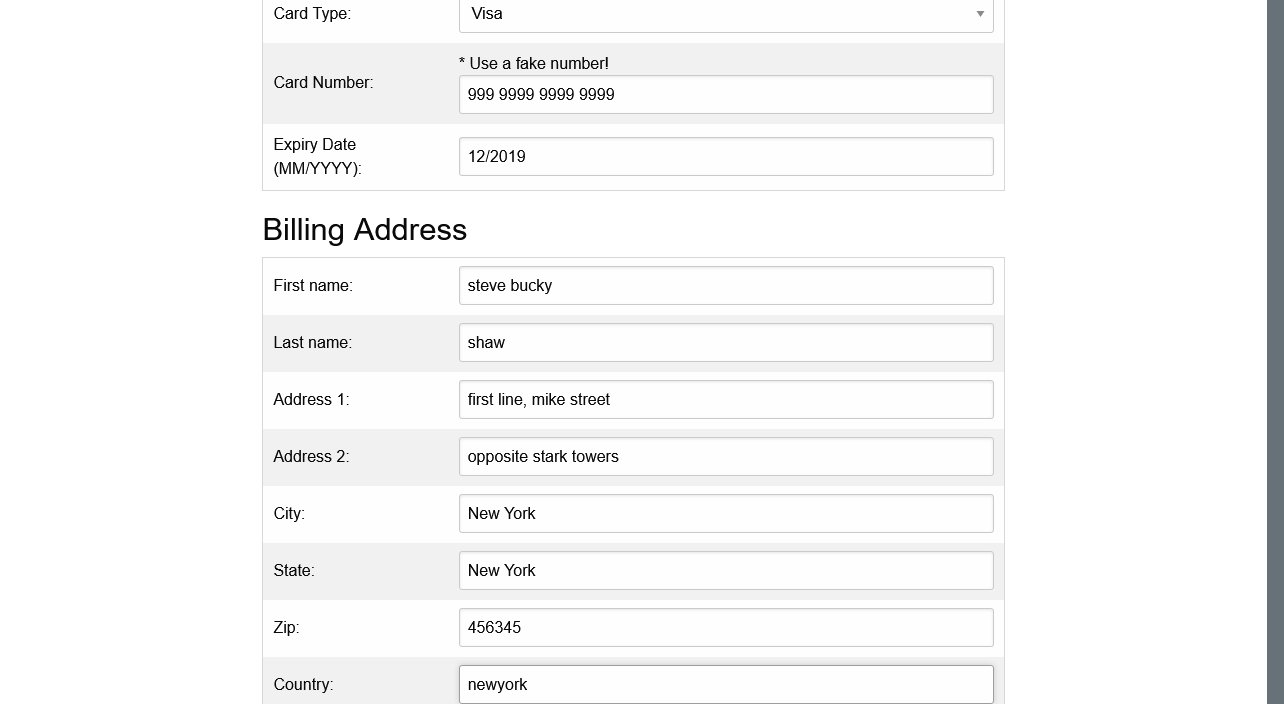 Card Type: Visa
* Use a fake number!
Card Number: 999 9999 9999 9999
Expiry Date
(MM/YYYY): 12/2019
Billing Address
First name: steve bucky
Last name: shaw
Address 1: first line, mike street
Address 2: opposite stark towers
City: New York
State: New York
Zip: 456345
Country: newyork